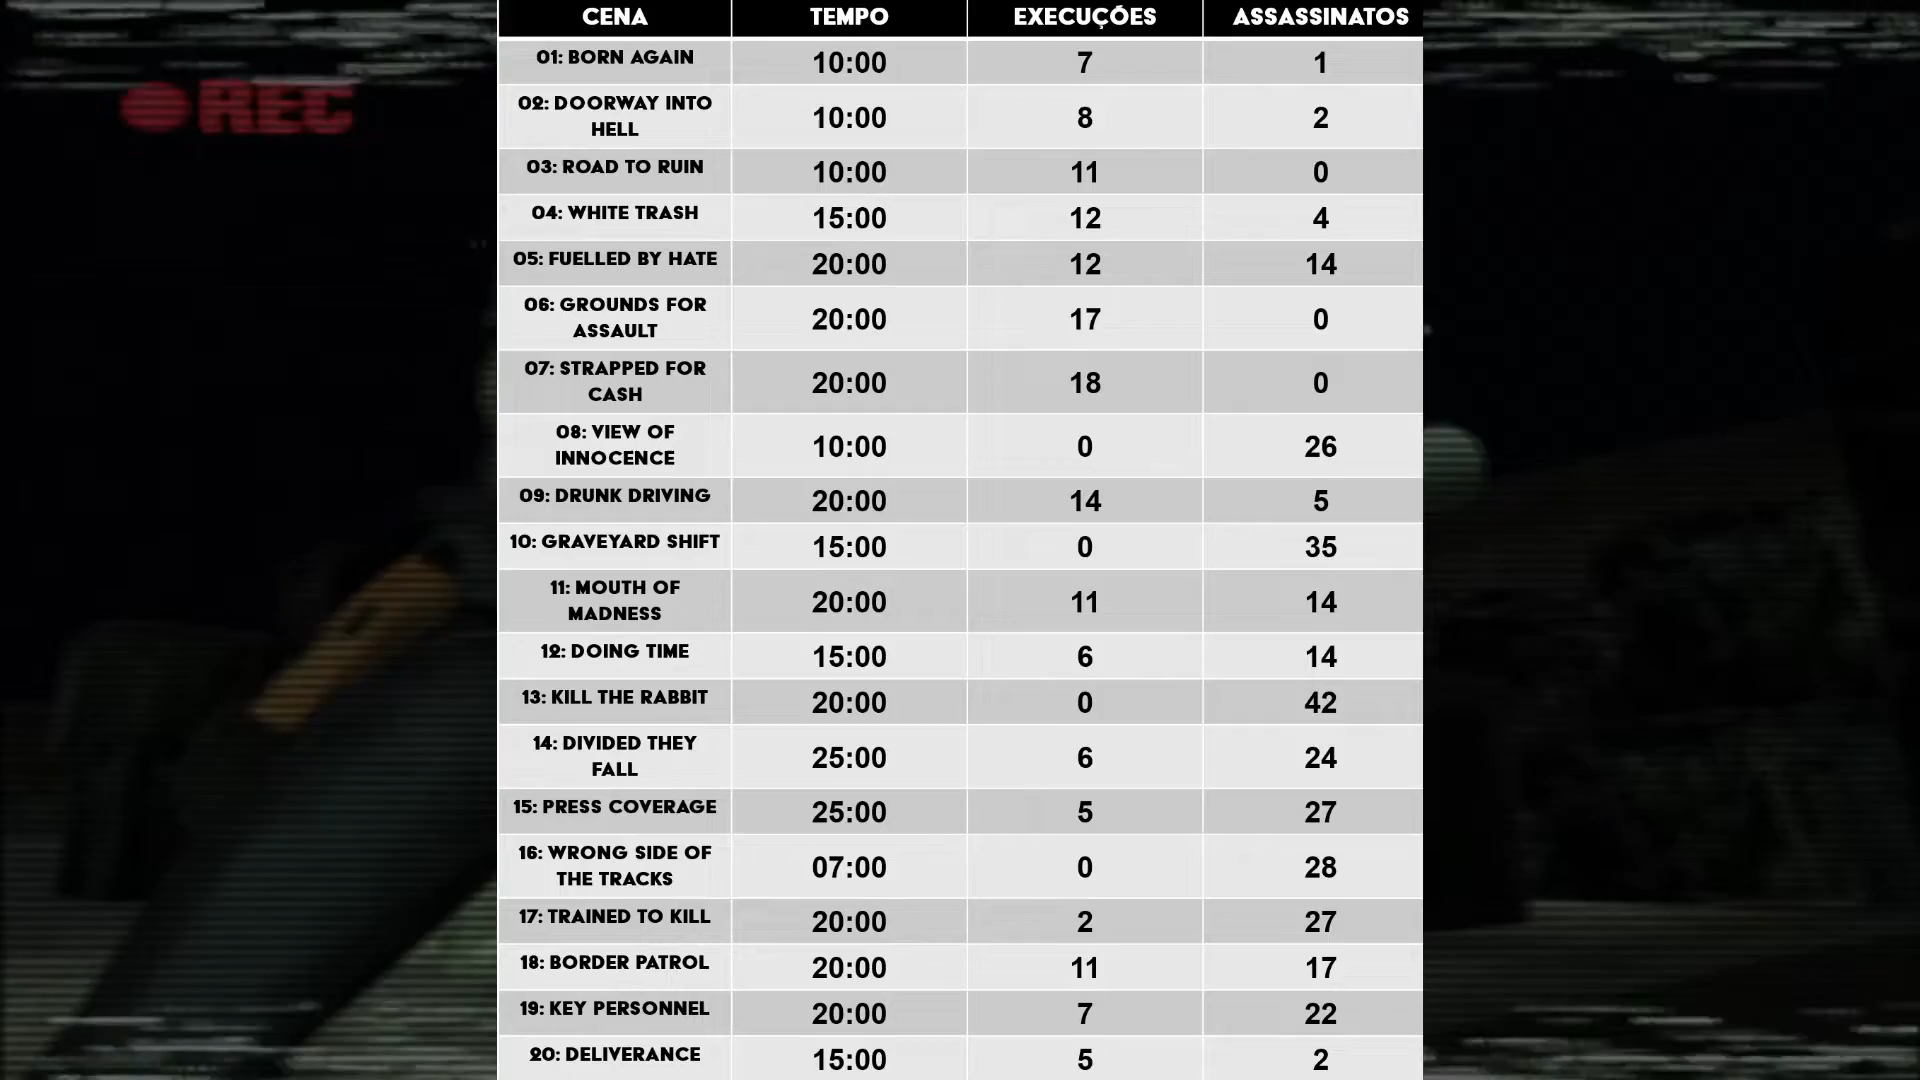 CENA TEMPO EXECUÇÕES ASSASSINATOS
01: BORN AGAIN 10:00 7 1
REC
02: DOORWAY INTO
HELL 10:00 8 2
03: ROAD TO RUIN 10:00 11 0
04: WHITE TRASH 15:00 12 4
05: FUELLED BY HATE 20:00 12 14
06: GROUNDS FOR
ASSAULT 20:00 17 0
07: STRAPPED FOR
CASH 20:00 18 0
08: VIEW OF
INNOCENCE 10:00 0 26
09: DRUNK DRIVING 20:00 14 5
10: GRAVEYARD SHIFT 15:00 0 35
11: MOUTH OF
MADNESS 20:00 11 14
12: DOING TIME 15:00 6 14
13: KILL THE RABBIT 20:00 0 42
14: DIVIDED THEY
FALL 25:00 6 24
15: PRESS COVERAGE 25:00 5 27
16: WRONG SIDE OF
THE TRACKS 07:00 0 28
17: TRAINED TO KILL 20:00 2 27
18: BORDER PATROL 20:00 11 17
19: KEY PERSONNEL 20:00 7 22
20: DELIVERANCE 15:00 5 2